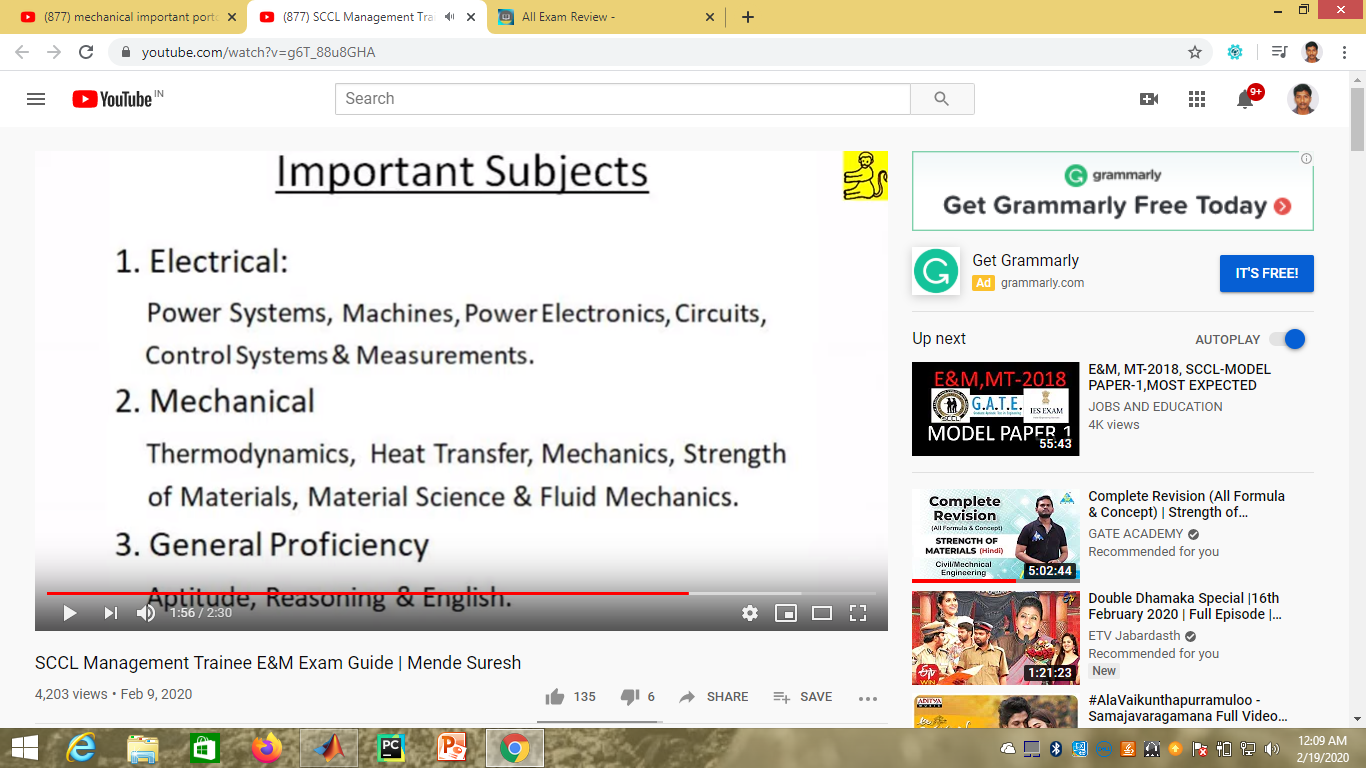 (877) mechanical important porto
(877) SCCL Management Trai
All Exam Review -
youtube.com/watch?v=g6T_88u8GHA
YouTube IN
Search
9+
Important Subjects
1. Electrical:
Power Systems, Machines, Power Electronics, Circuits,
Control Systems & Measurements.
2. Mechanical
Thermodynamics, Heat Transfer, Mechanics, Strength
of Materials, Material Science & Fluid Mechanics.
3. General Proficiency
Aptitude, Reasoning & English.
1:56 / 2:30
SCCL Management Trainee E&M Exam Guide | Mende Suresh
4,203 views • Feb 9, 2020
135
6
SHARE
SAVE
grammarly
Get Grammarly Free Today
Get Grammarly
Ad grammarly.com
IT'S FREE!
Up next
AUTOPLAY
E&M,MT-2018
SCCL
G.A.T.E.
IES EXAM
MODEL PAPER 1
55:43
E&M, MT-2018, SCCL-MODEL
PAPER-1,MOST EXPECTED
JOBS AND EDUCATION
4K views
Complete
Revision
(All Formula & Concept)
STRENGTH OF
MATERIALS (Hindi)
Civil/Mechnical
Engineering
5:02:44
Complete Revision (All Formula
& Concept) | Strength of...
GATE ACADEMY
Recommended for you
WIN
1:21:23
Double Dhamaka Special |16th
February 2020 | Full Episode |...
ETV Jabardasth
Recommended for you
New
ADITYA
MUSIC
#AlaVaikunthapurramuloo -
Samajavaragamana Full Video...
PC
12:09 AM
2/19/2020